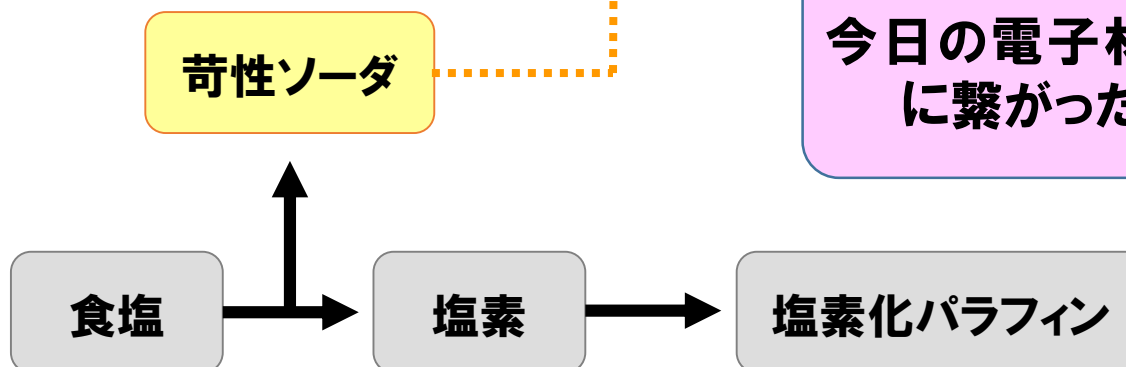 今日の電子
に繋がった
苛性ソーダ
食塩
塩素
塩素化パラフィン